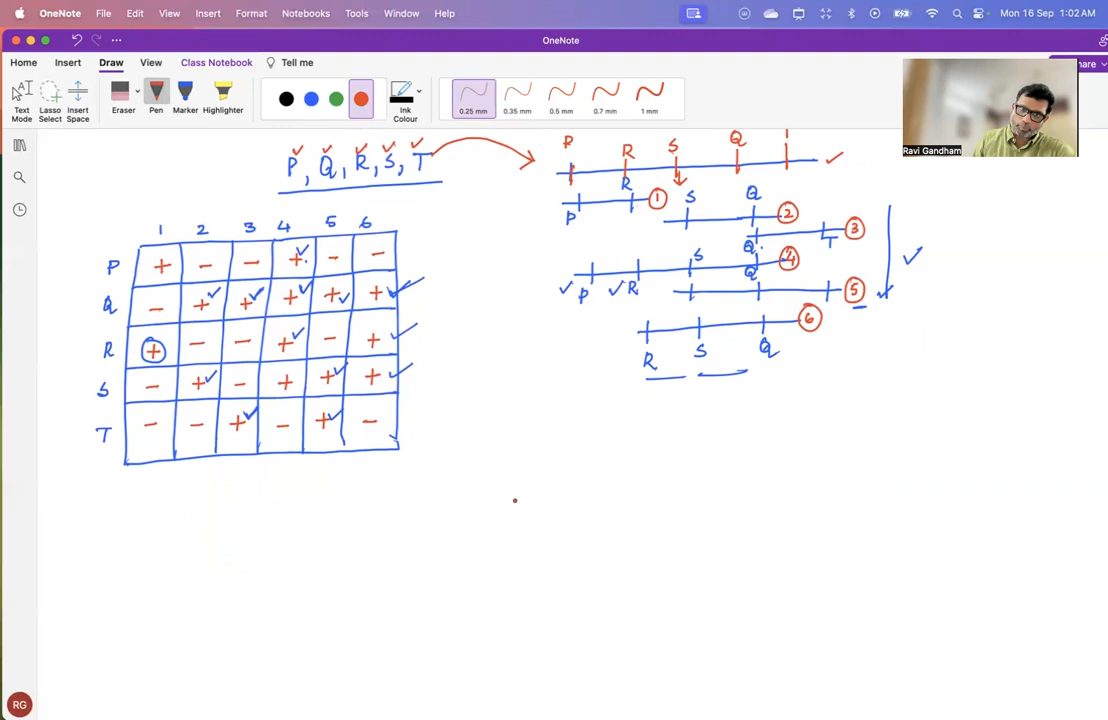 OneNote File Edit View Insert Format Notebooks Tools Window Help Mon 16 Sep 1:02AM
OneNote
Home Insert Draw View Class Notebook Tell me
Text Mode Lasso Select Insert Space Eraser Pen Marker Highlighter 0.25 mm 0.35 mm 0.5 mm 0.7 mm 1 mm Ink Colour
hare
Ravi Gandham
P, Q, R, S, T
R S Q
P R 1
S Q 2
Q T 3
P R S Q 4
5
R S Q 6
1 2 3 4 5 6
P + - - + - -
Q - + + + + +
R + - - + - +
S - + - + + +
T - - + - + -
RG